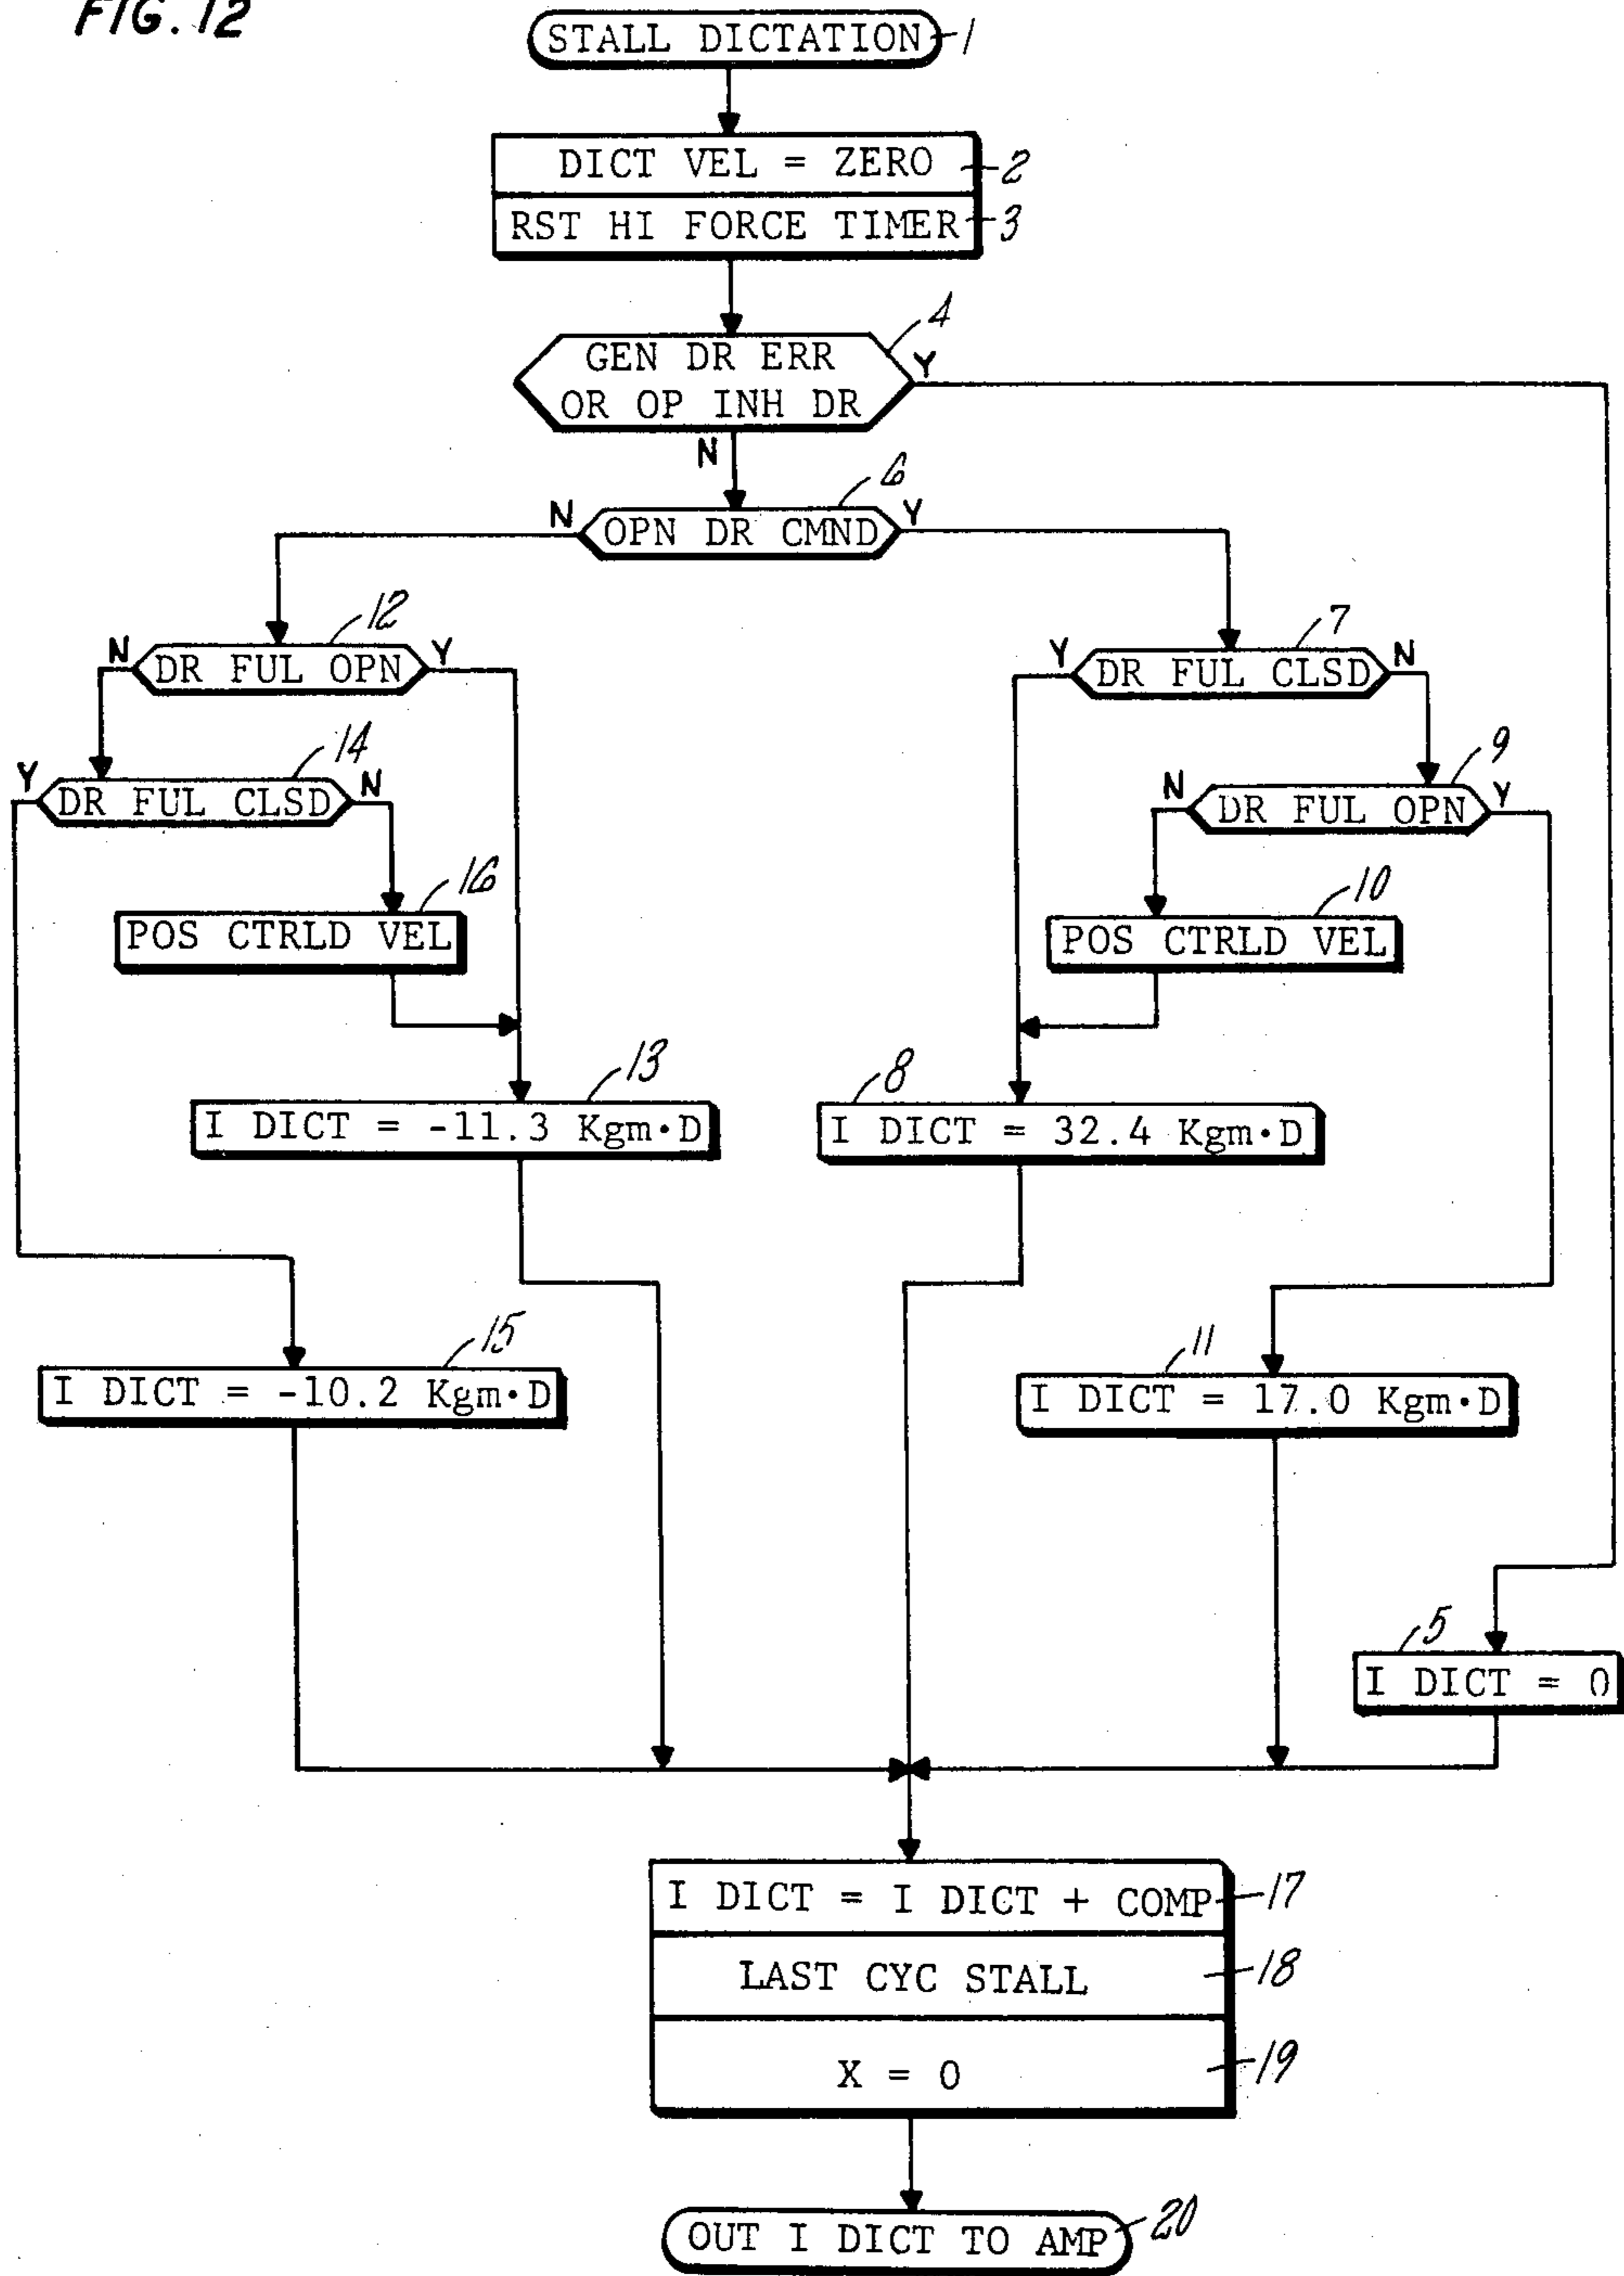 FIG. 12
STALL DICTATION 1
DICT VEL = ZERO 2
RST HI FORCE TIMER 3
4
GEN DR ERR Y
OR OP INH DR
N
6
N OPN DR CMND Y
12
N DR FUL OPN Y
7
Y DR FUL CLSD N
14
Y DR FUL CLSD N
9
N DR FUL OPN Y
16
POS CTRLD VEL
10
POS CTRLD VEL
13
I DICT = -11.3 Kgm·D
8
I DICT = 32.4 Kgm·D
15
I DICT = -10.2 Kgm·D
11
I DICT = 17.0 Kgm·D
5
I DICT = 0
I DICT = I DICT + COMP 17
LAST CYC STALL 18
X = 0 19
OUT I DICT TO AMP 20